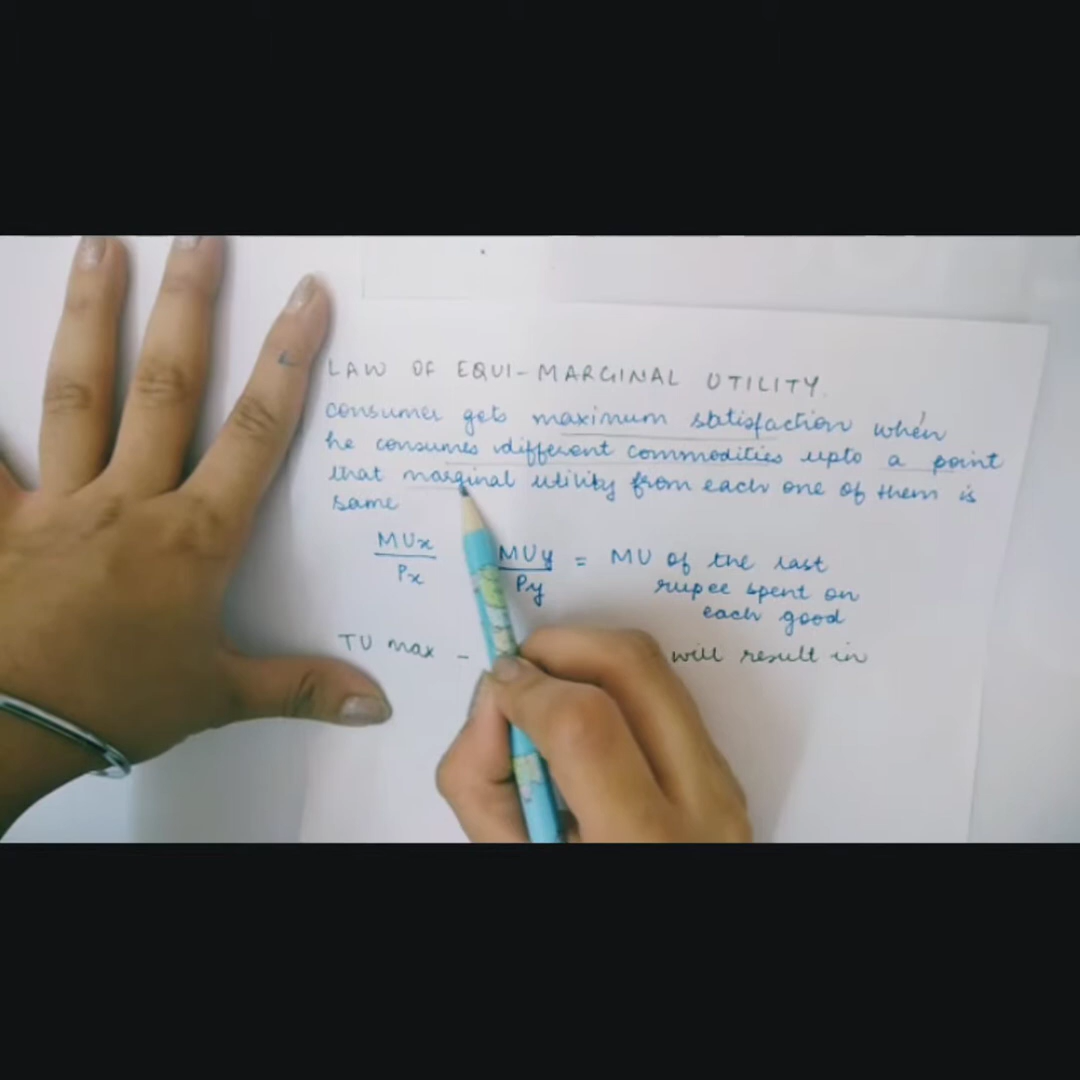 LAW OF EQUI-MARGINAL UTILITY.
consumer gets maximum satisfaction when
he consumes different commodities upto a point
that marginal utility from each one of them is
same
MUx / Px MUy / Py = MU of the last
rupee spent on
each good
TU max - will result in